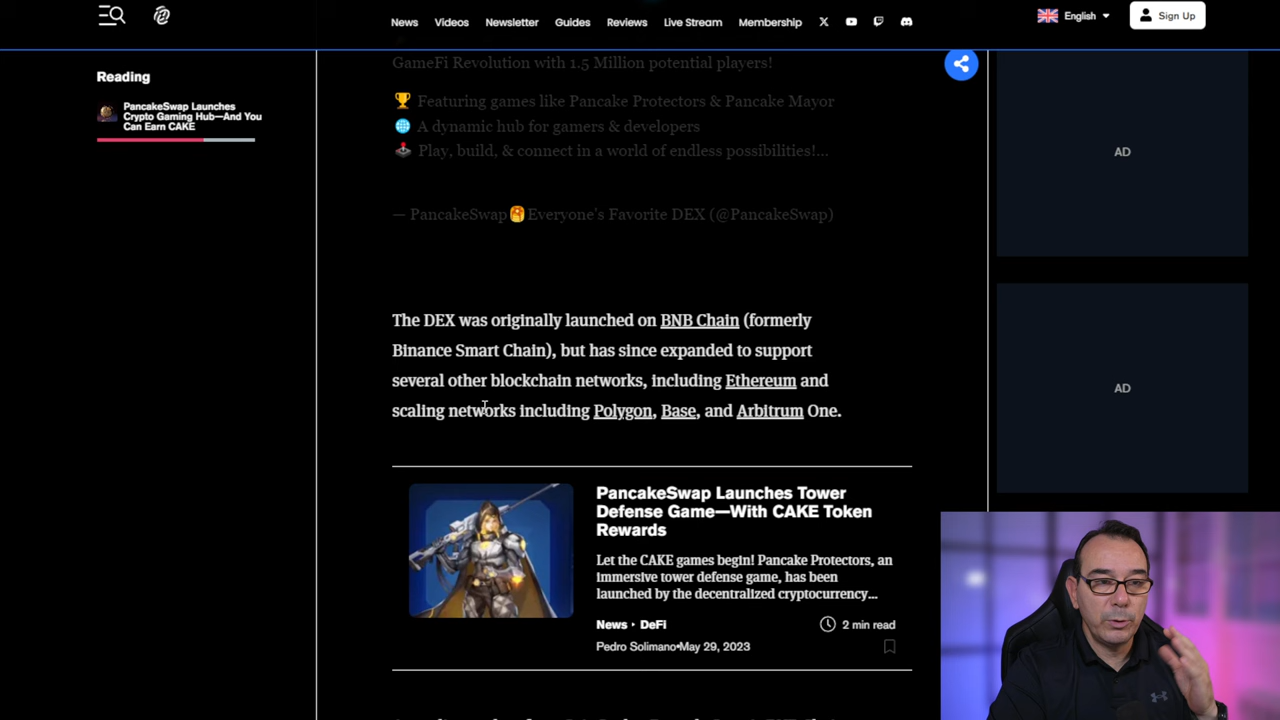 News Videos Newsletter Guides Reviews Live Stream Membership English Sign Up
Reading
PancakeSwap Launches
Crypto Gaming Hub—And You
Can Earn CAKE
GameFi Revolution with 1.5 Million potential players!
🏆 Featuring games like Pancake Protectors & Pancake Mayor
🌐 A dynamic hub for gamers & developers
🕹️ Play, build, & connect in a world of endless possibilities!...
— PancakeSwap🥞Everyone's Favorite DEX (@PancakeSwap)
The DEX was originally launched on BNB Chain (formerly
Binance Smart Chain), but has since expanded to support
several other blockchain networks, including Ethereum and
scaling networks including Polygon, Base, and Arbitrum One.
PancakeSwap Launches Tower
Defense Game—With CAKE Token
Rewards
Let the CAKE games begin! Pancake Protectors, an
immersive tower defense game, has been
launched by the decentralized cryptocurrency...
News ‣ DeFi 2 min read
Pedro Solimano•May 29, 2023
AD
AD